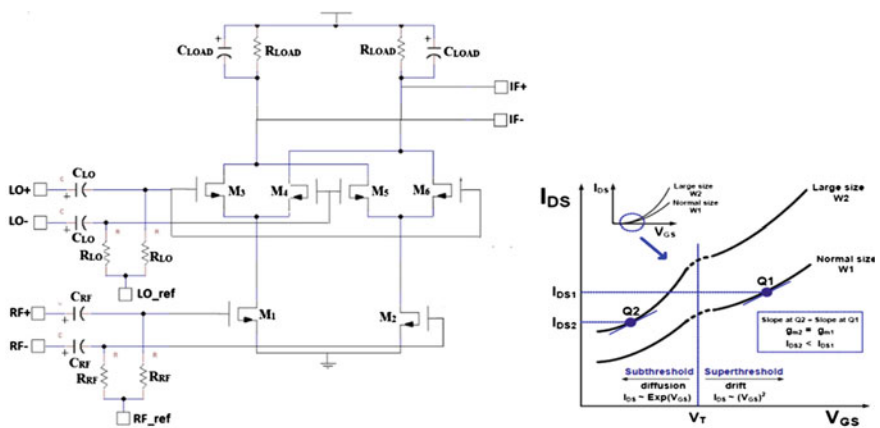 CLOAD
RLOAD
RLOAD
CLOAD
IF+
IF-
LO+
CLO
M3
M4
M5
M6
LO-
CLO
RLO
RLO
LO_ref
RF+
CRF
M1
M2
RF-
CRF
RRF
RRF
RF_ref
IDS
IDS
Large size
W2
Normal size
W1
VGS
Large size
W2
Normal size
W1
IDS1
Q1
IDS2
Q2
Slope at Q2 = Slope at Q1
gm2 = gm1
IDS2 < IDS1
Subthreshold
diffusion
IDS ~ Exp(VGS)
Superthreshold
drift
IDS ~ (VGS)²
VT
VGS